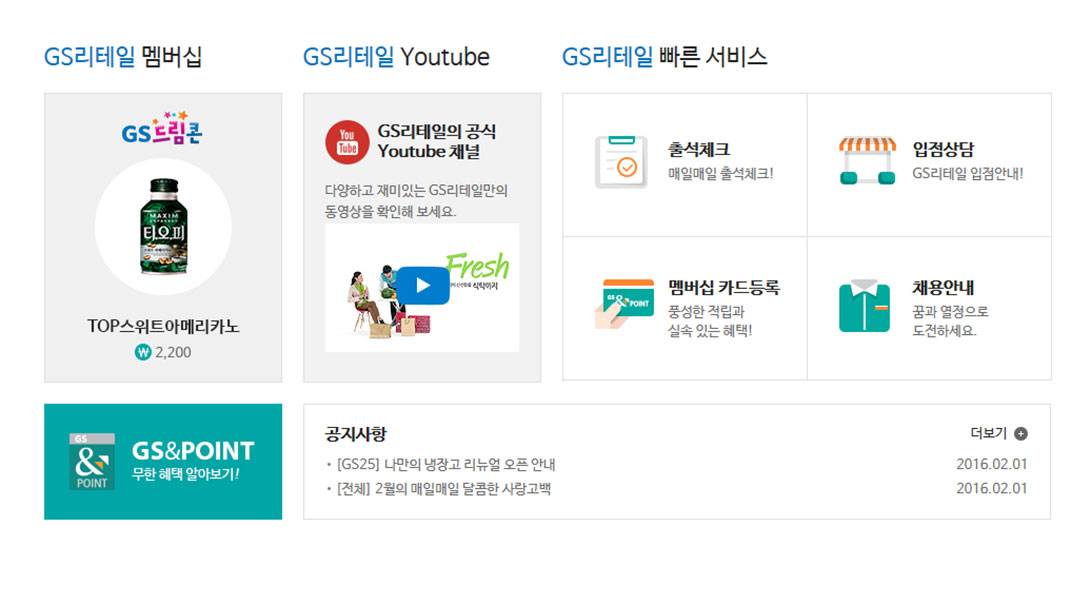 GS리테일 멤버십
GS드림콘
MAXIM
티오피
TOP스위트아메리카노
₩ 2,200
GS리테일 Youtube
You
Tube
GS리테일의 공식
Youtube 채널
다양하고 재미있는 GS리테일만의
동영상을 확인해 보세요.
Fresh
식탁이지
GS리테일 빠른 서비스
출석체크
매일매일 출석체크!
입점상담
GS리테일 입점안내!
GS&POINT
멤버십 카드등록
풍성한 적립과
실속 있는 혜택!
채용안내
꿈과 열정으로
도전하세요.
GS
&
POINT
GS&POINT
무한 혜택 알아보기!
공지사항
더보기 +
• [GS25] 나만의 냉장고 리뉴얼 오픈 안내 2016.02.01
• [전체] 2월의 매일매일 달콤한 사랑고백 2016.02.01